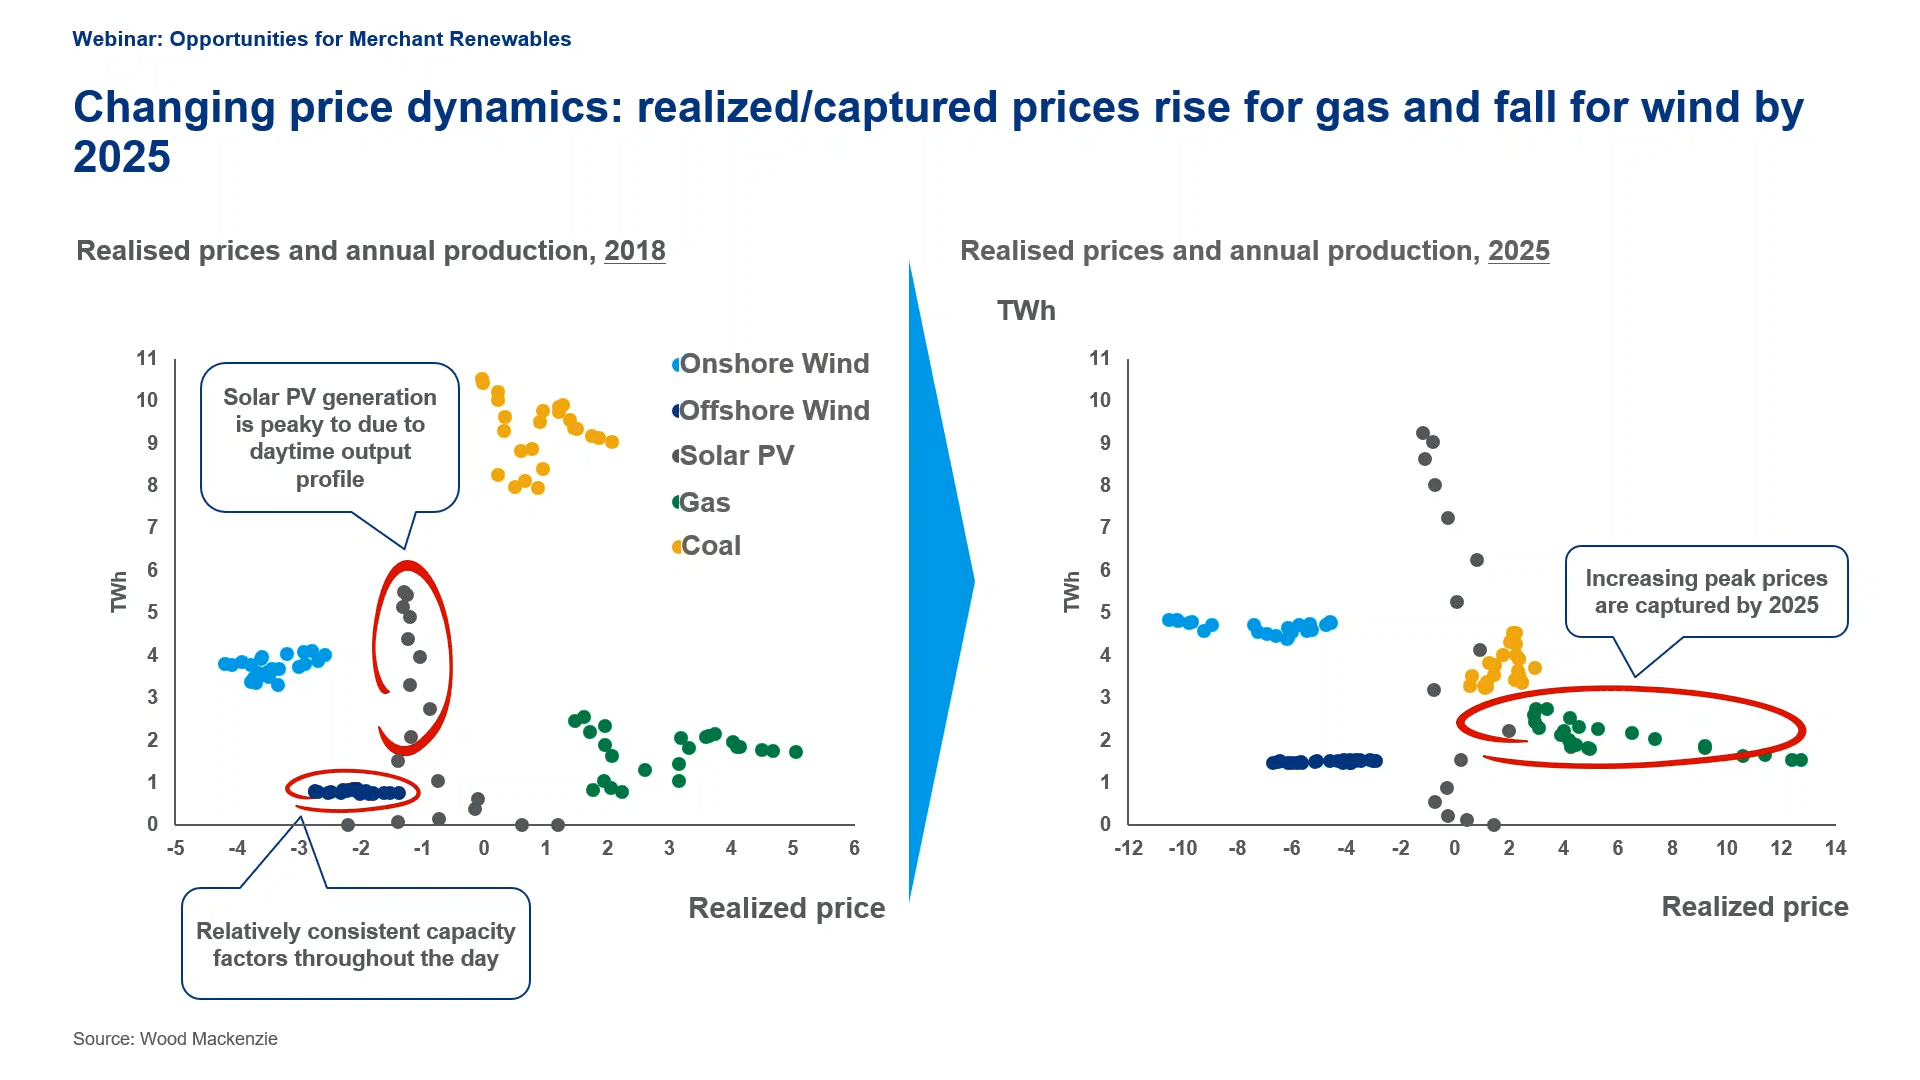 Webinar: Opportunities for Merchant Renewables
Changing price dynamics: realized/captured prices rise for gas and fall for wind by
2025
Realised prices and annual production, 2018
Solar PV generation
is peaky to due to
daytime output
profile
Onshore Wind
Offshore Wind
Solar PV
Gas
Coal
TWh
11
10
9
8
7
6
5
4
3
2
1
0
-5 -4 -3 -2 -1 0 1 2 3 4 5 6
Realized price
Relatively consistent capacity
factors throughout the day
Realised prices and annual production, 2025
TWh
TWh
11
10
9
8
7
6
5
4
3
2
1
0
-12 -10 -8 -6 -4 -2 0 2 4 6 8 10 12 14
Increasing peak prices
are captured by 2025
Realized price
Source: Wood Mackenzie